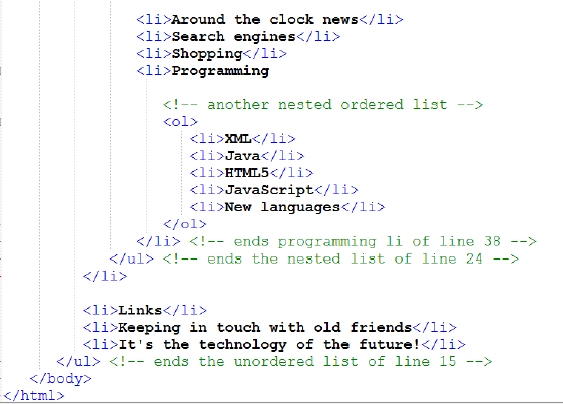 <li>Around the clock news</li>
<li>Search engines</li>
<li>Shopping</li>
<li>Programming
<!-- another nested ordered list -->
<ol>
<li>XML</li>
<li>Java</li>
<li>HTML5</li>
<li>JavaScript</li>
<li>New languages</li>
</ol>
</li> <!-- ends programming li of line 38 -->
</ul> <!-- ends the nested list of line 24 -->
</li>
<li>Links</li>
<li>Keeping in touch with old friends</li>
<li>It's the technology of the future!</li>
</ul> <!-- ends the unordered list of line 15 -->
</body>
</html>